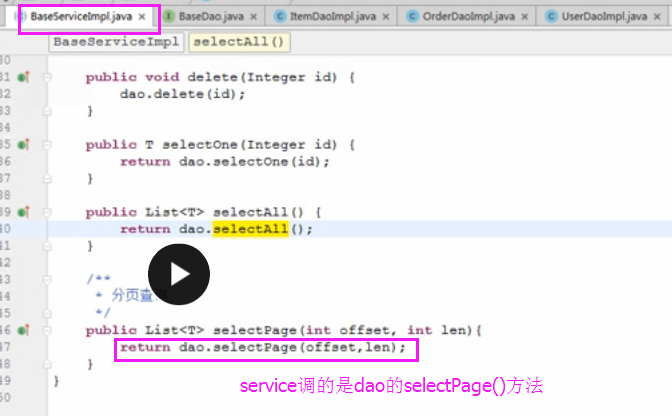 BaseServiceImpl.java × BaseDao.java × ItemDaoImpl.java × OrderDaoImpl.java × UserDaoImpl.java ×
BaseServiceImpl selectAll()
30
31 public void delete(Integer id) {
32 dao.delete(id);
33 }
34
35 public T selectOne(Integer id) {
36 return dao.selectOne(id);
37 }
38
39 public List<T> selectAll() {
40 return dao.selectAll();
41 }
42
43 /**
44 * 分页查
45 */
46 public List<T> selectPage(int offset, int len){
47 return dao.selectPage(offset,len);
48 }
49 }
50
service调的是dao的selectPage()方法